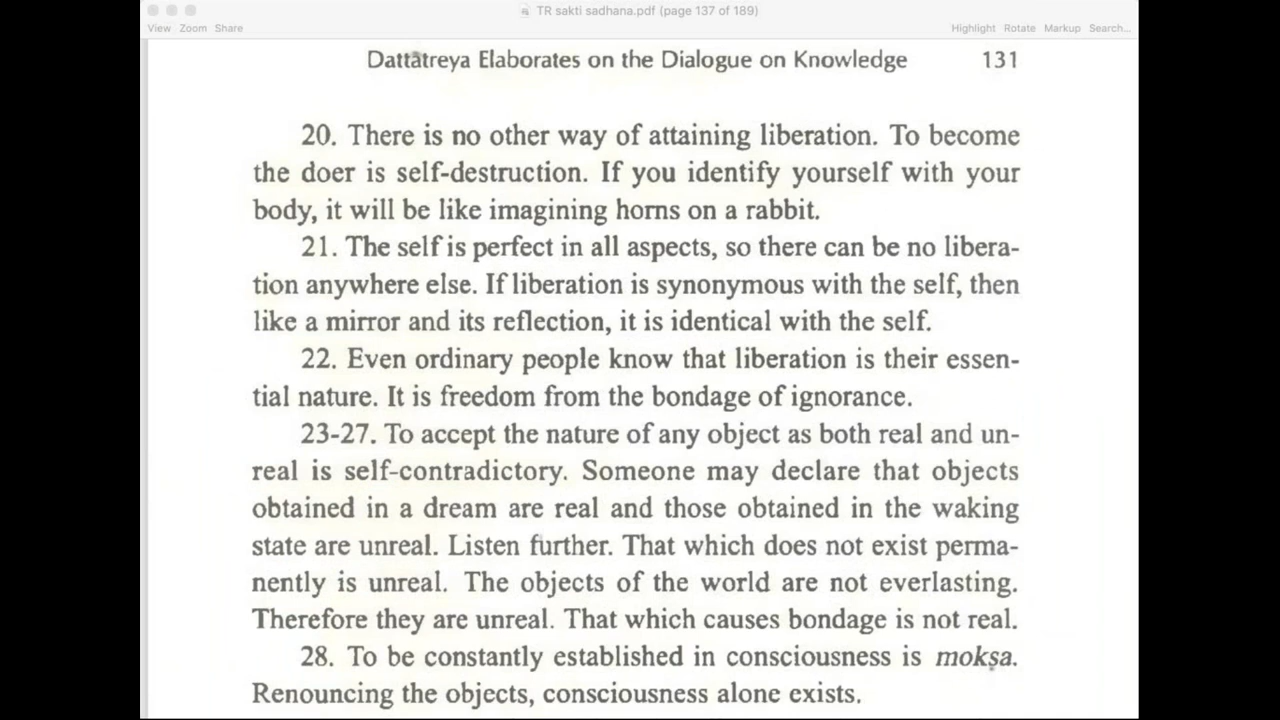 TR sakti sadhana.pdf (page 137 of 189)
View Zoom Share Highlight Rotate Markup Search...
Dattātreya Elaborates on the Dialogue on Knowledge 131
20. There is no other way of attaining liberation. To become
the doer is self-destruction. If you identify yourself with your
body, it will be like imagining horns on a rabbit.
21. The self is perfect in all aspects, so there can be no libera-
tion anywhere else. If liberation is synonymous with the self, then
like a mirror and its reflection, it is identical with the self.
22. Even ordinary people know that liberation is their essen-
tial nature. It is freedom from the bondage of ignorance.
23-27. To accept the nature of any object as both real and un-
real is self-contradictory. Someone may declare that objects
obtained in a dream are real and those obtained in the waking
state are unreal. Listen further. That which does not exist perma-
nently is unreal. The objects of the world are not everlasting.
Therefore they are unreal. That which causes bondage is not real.
28. To be constantly established in consciousness is mokṣa.
Renouncing the objects, consciousness alone exists.